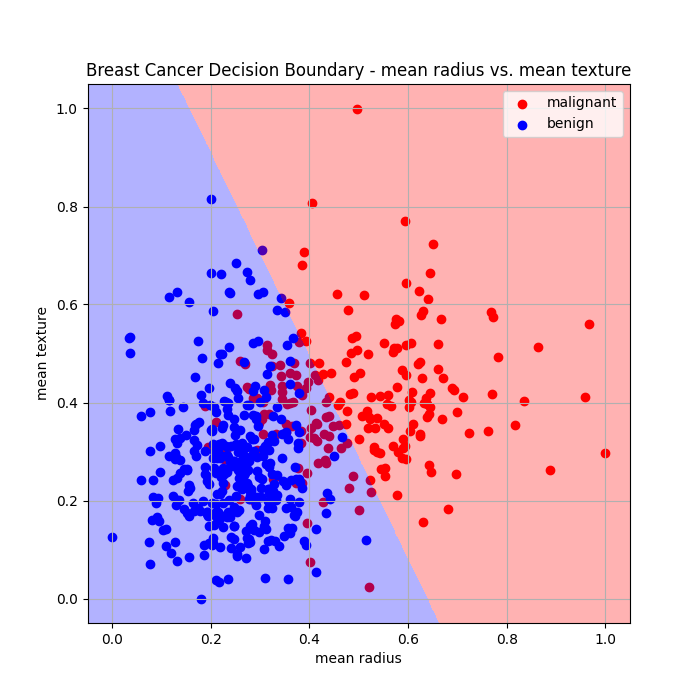 Breast Cancer Decision Boundary - mean radius vs. mean texture
malignant
benign
mean texture
1.0
0.8
0.6
0.4
0.2
0.0
0.0 0.2 0.4 0.6 0.8 1.0
mean radius